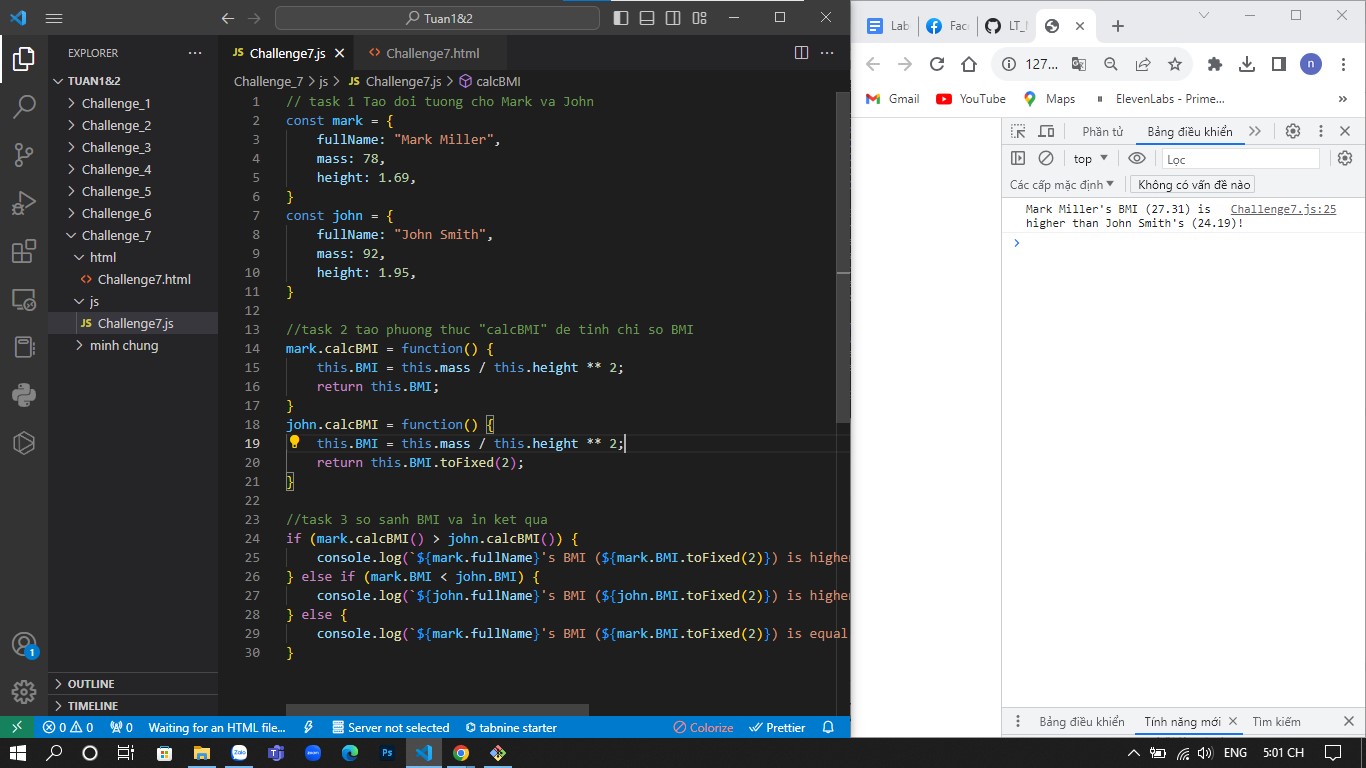 Tuan1&2
EXPLORER
TUAN1&2
Challenge_1
Challenge_2
Challenge_3
Challenge_4
Challenge_5
Challenge_6
Challenge_7
html
Challenge7.html
js
JS Challenge7.js
minh chung
OUTLINE
TIMELINE
JS Challenge7.js
Challenge7.html
Challenge_7 > js > JS Challenge7.js > calcBMI
1 // task 1 Tao doi tuong cho Mark va John
2 const mark = {
3 fullName: "Mark Miller",
4 mass: 78,
5 height: 1.69,
6 }
7 const john = {
8 fullName: "John Smith",
9 mass: 92,
10 height: 1.95,
11 }
12
13 //task 2 tao phuong thuc "calcBMI" de tinh chi so BMI
14 mark.calcBMI = function() {
15 this.BMI = this.mass / this.height ** 2;
16 return this.BMI;
17 }
18 john.calcBMI = function() {
19 this.BMI = this.mass / this.height ** 2;
20 return this.BMI.toFixed(2);
21 }
22
23 //task 3 so sanh BMI va in ket qua
24 if (mark.calcBMI() > john.calcBMI()) {
25 console.log(`${mark.fullName}'s BMI (${mark.BMI.toFixed(2)}) is highe
26 } else if (mark.BMI < john.BMI) {
27 console.log(`${john.fullName}'s BMI (${john.BMI.toFixed(2)}) is highe
28 } else {
29 console.log(`${mark.fullName}'s BMI (${mark.BMI.toFixed(2)}) is equal
30 }
1
0 0 0 Waiting for an HTML file... Server not selected tabnine starter Colorize Prettier
Lab
Fac
LT_
127...
n
Gmail YouTube Maps ElevenLabs - Prime... »
Phần tử Bảng điều khiển
top Lọc
Các cấp mặc định Không có vấn đề nào
Mark Miller's BMI (27.31) is Challenge7.js:25
higher than John Smith's (24.19)!
Bảng điều khiển Tính năng mới Tìm kiếm
Zalo
zoom
Ps
ENG 5:01 CH